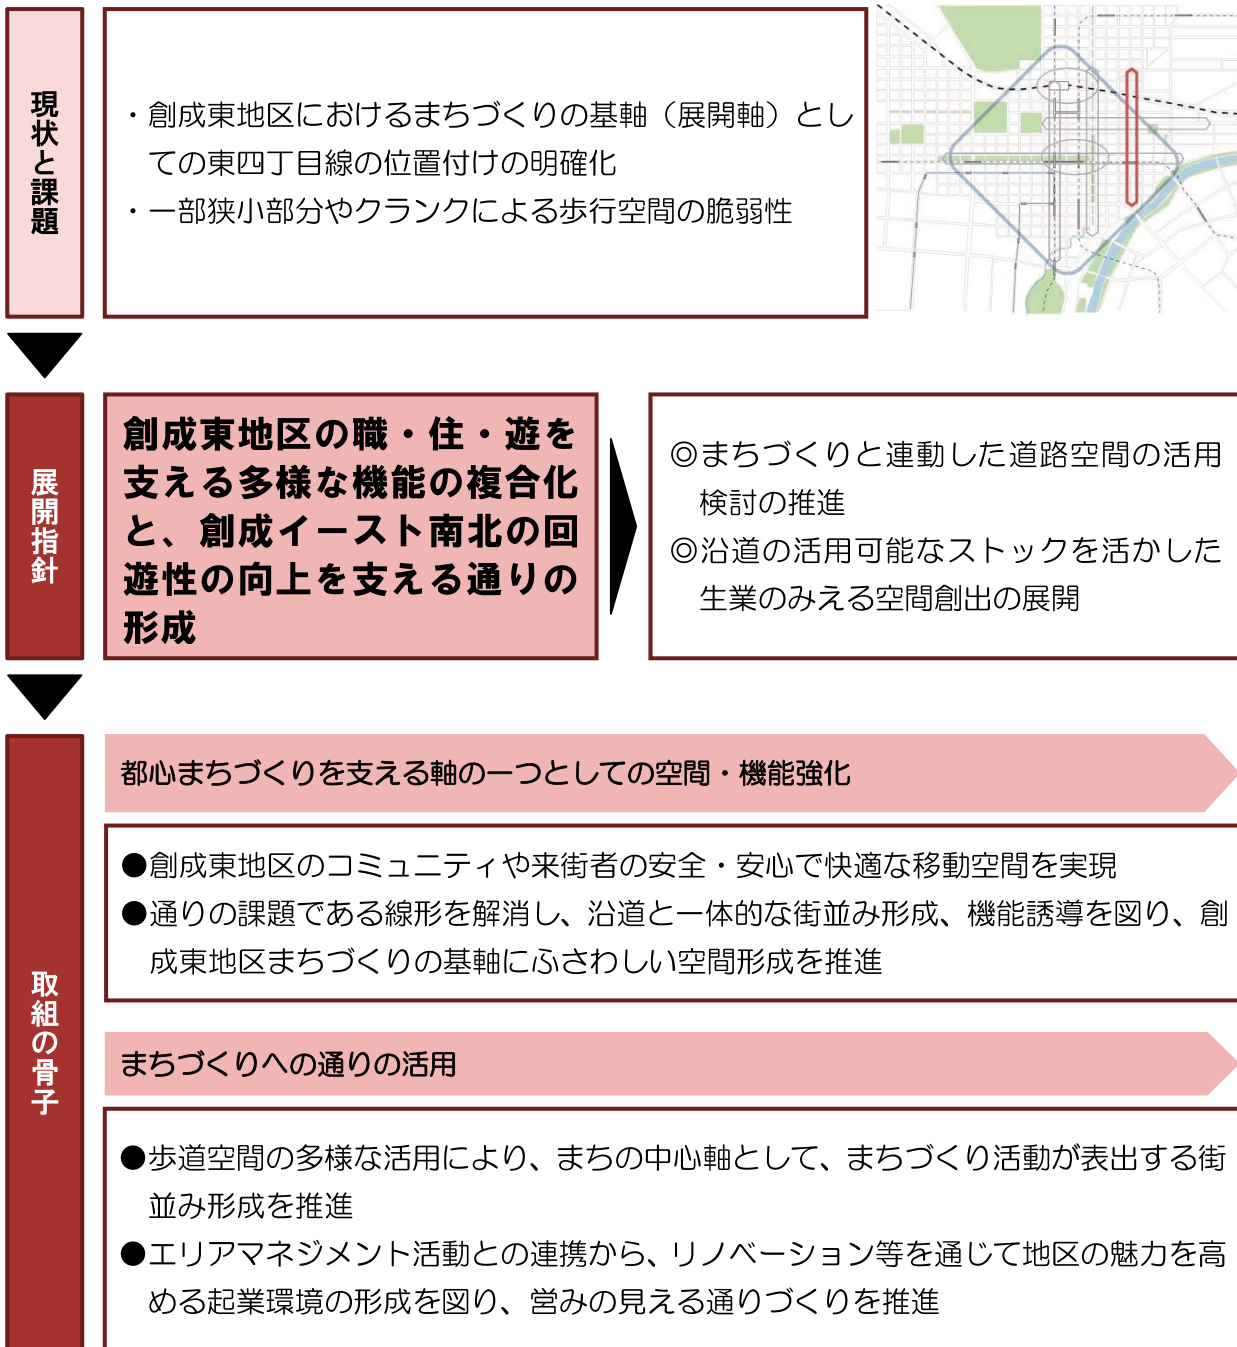 現状と課題
・創成東地区におけるまちづくりの基軸（展開軸）とし
ての東四丁目線の位置付けの明確化
・一部狭小部分やクランクによる歩行空間の脆弱性
展開指針
創成東地区の職・住・遊を
支える多様な機能の複合化
と、創成イースト南北の回
遊性の向上を支える通りの
形成
◎まちづくりと連動した道路空間の活用
検討の推進
◎沿道の活用可能なストックを活かした
生業のみえる空間創出の展開
取組の骨子
都心まちづくりを支える軸の一つとしての空間・機能強化
●創成東地区のコミュニティや来街者の安全・安心で快適な移動空間を実現
●通りの課題である線形を解消し、沿道と一体的な街並み形成、機能誘導を図り、創
成東地区まちづくりの基軸にふさわしい空間形成を推進
まちづくりへの通りの活用
●歩道空間の多様な活用により、まちの中心軸として、まちづくり活動が表出する街
並み形成を推進
●エリアマネジメント活動との連携から、リノベーション等を通じて地区の魅力を高
める起業環境の形成を図り、営みの見える通りづくりを推進